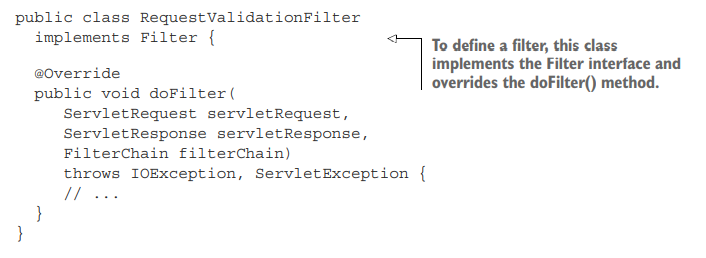 public class RequestValidationFilter
implements Filter {
To define a filter, this class
implements the Filter interface and
overrides the doFilter() method.
@Override
public void doFilter(
ServletRequest servletRequest,
ServletResponse servletResponse,
FilterChain filterChain)
throws IOException, ServletException {
// ...
}
}